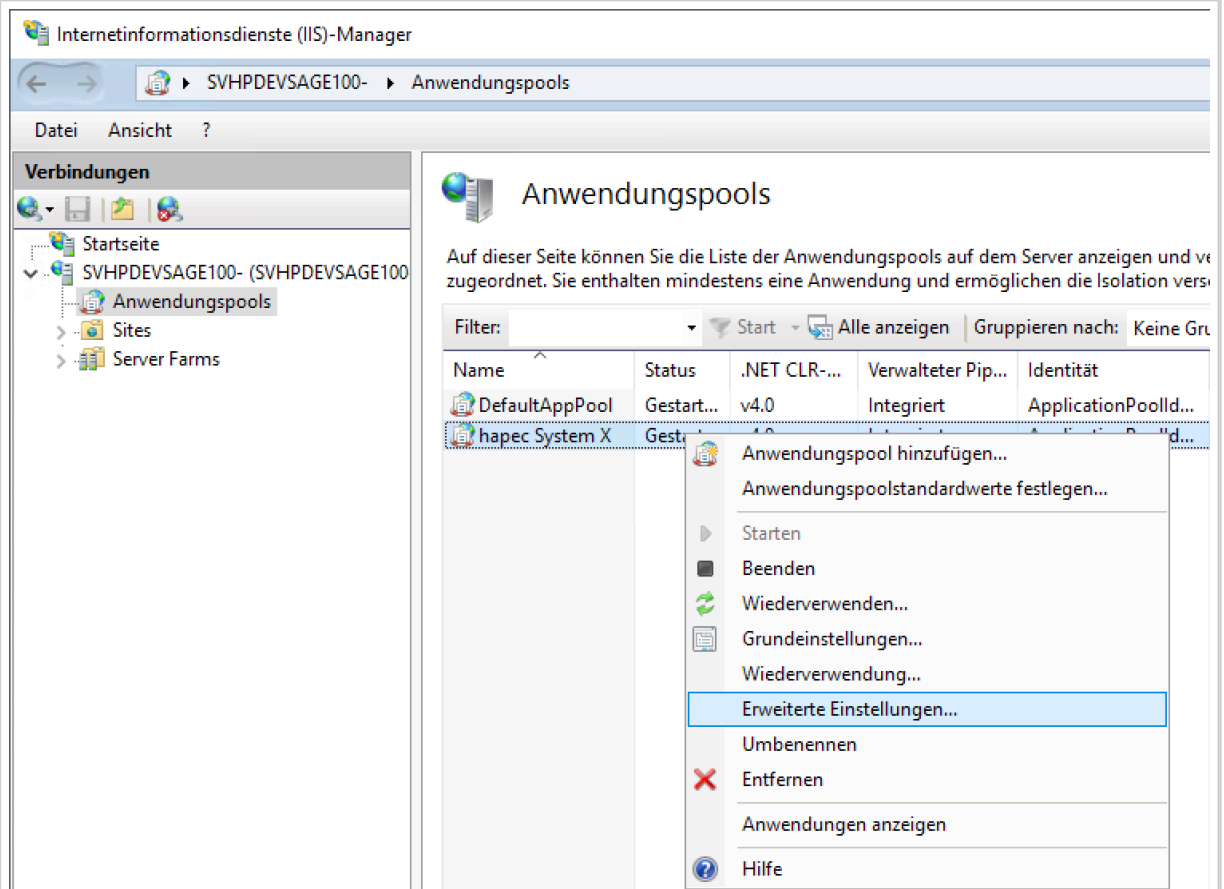 Internetinformationsdienste (IIS)-Manager
SVHPDEVSAGE100- Anwendungspools
Datei Ansicht ?
Verbindungen
Startseite
SVHPDEVSAGE100- (SVHPDEVSAGE100
Anwendungspools
Sites
Server Farms
Anwendungspools
Auf dieser Seite können Sie die Liste der Anwendungspools auf dem Server anzeigen und ve
zugeordnet. Sie enthalten mindestens eine Anwendung und ermöglichen die Isolation vers
Filter: Start Alle anzeigen Gruppieren nach: Keine Gru
Name Status .NET CLR-... Verwalteter Pip... Identität
DefaultAppPool Gestart... v4.0 Integriert ApplicationPoolId...
hapec System X
Anwendungspool hinzufügen...
Anwendungspoolstandardwerte festlegen...
Starten
Beenden
Wiederverwenden...
Grundeinstellungen...
Wiederverwendung...
Erweiterte Einstellungen...
Umbenennen
Entfernen
Anwendungen anzeigen
Hilfe